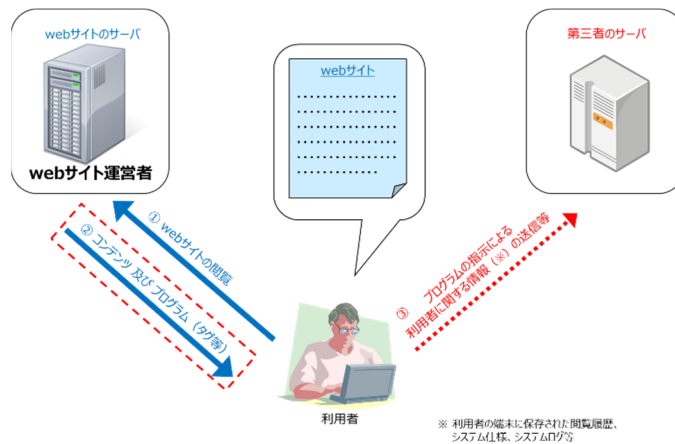 webサイトのサーバ
webサイト運営者
webサイト
第三者のサーバ
① webサイトの閲覧
② コンテンツ 及び プログラム（タグ等）
③ プログラムの指示による
利用者に関する情報（※）の送信等
利用者
※ 利用者の端末に保存された閲覧履歴、
システム仕様、システムログ等